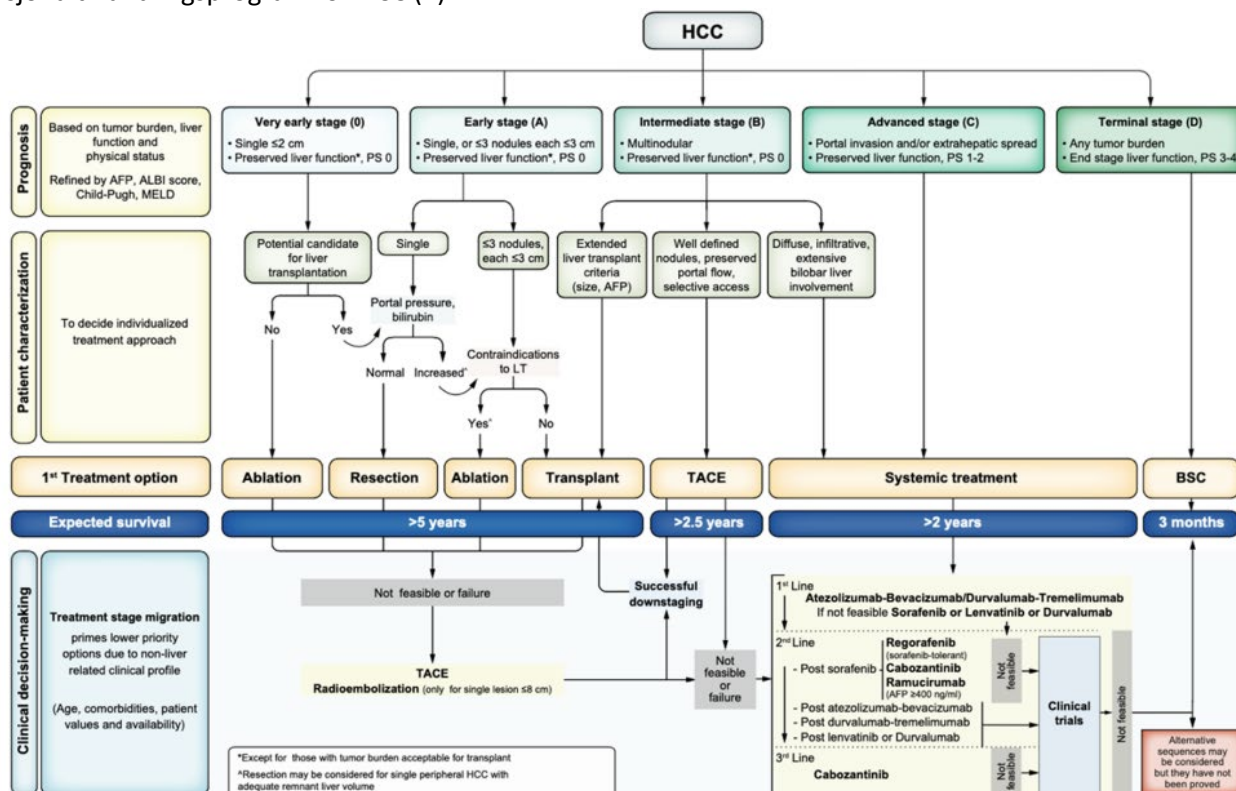 HCC
Prognosis
Based on tumor burden, liver
function and
physical status
Refined by AFP, ALBI score,
Child-Pugh, MELD
Very early stage (0)
• Single ≤2 cm
• Preserved liver function*, PS 0
Early stage (A)
• Single, or ≤3 nodules each ≤3 cm
• Preserved liver function*, PS 0
Intermediate stage (B)
• Multinodular
• Preserved liver function*, PS 0
Advanced stage (C)
• Portal invasion and/or extrahepatic spread
• Preserved liver function, PS 1-2
Terminal stage (D)
• Any tumor burden
• End stage liver function, PS 3-4
Patient characterization
To decide individualized
treatment approach
Potential candidate
for liver
transplantation
Single
≤3 nodules,
each ≤3 cm
Extended
liver transplant
criteria
(size, AFP)
Well defined
nodules, preserved
portal flow,
selective access
Diffuse, infiltrative,
extensive
bilobar liver
involvement
No
Yes
Portal pressure,
bilirubin
Normal
Increased^
Contraindications
to LT
Yes^
No
1st Treatment option
Ablation
Resection
Ablation
Transplant
TACE
Systemic treatment
BSC
Expected survival
>5 years
>2.5 years
>2 years
3 months
Clinical decision-making
Treatment stage migration
primes lower priority
options due to non-liver
related clinical profile
(Age, comorbidities, patient
values and availability)
Not feasible or failure
TACE
Radioembolization (only for single lesion ≤8 cm)
Successful
downstaging
Not
feasible
or
failure
1st Line
Atezolizumab-Bevacizumab/Durvalumab-Tremelimumab
If not feasible Sorafenib or Lenvatinib or Durvalumab
2nd Line
- Post sorafenib
Regorafenib
(sorafenib-tolerant)
Cabozantinib
Ramucirumab
(AFP ≥400 ng/ml)
Not
feasible
- Post atezolizumab-bevacizumab
- Post durvalumab-tremelimumab
- Post lenvatinib or Durvalumab
3rd Line
Cabozantinib
Not
feasible
Clinical
trials
Not feasible
Alternative
sequences may
be considered
but they have not
been proved
*Except for those with tumor burden acceptable for transplant
^Resection may be considered for single peripheral HCC with
adequate remnant liver volume